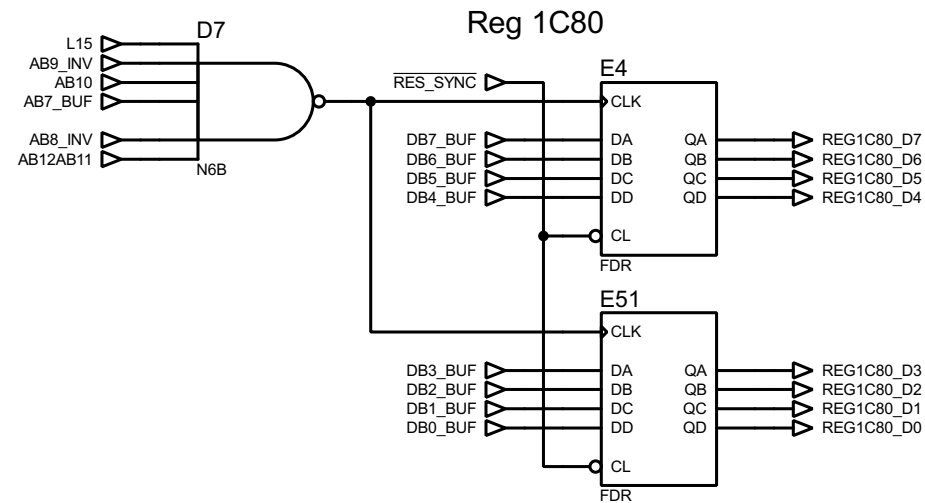 Reg 1C80
D7
L15
AB9_INV
AB10
AB7_BUF
AB8_INV
AB12AB11
N6B
RES_SYNC
E4
CLK
DB7_BUF DA QA REG1C80_D7
DB6_BUF DB QB REG1C80_D6
DB5_BUF DC QC REG1C80_D5
DB4_BUF DD QD REG1C80_D4
CL
FDR
E51
CLK
DB3_BUF DA QA REG1C80_D3
DB2_BUF DB QB REG1C80_D2
DB1_BUF DC QC REG1C80_D1
DB0_BUF DD QD REG1C80_D0
CL
FDR